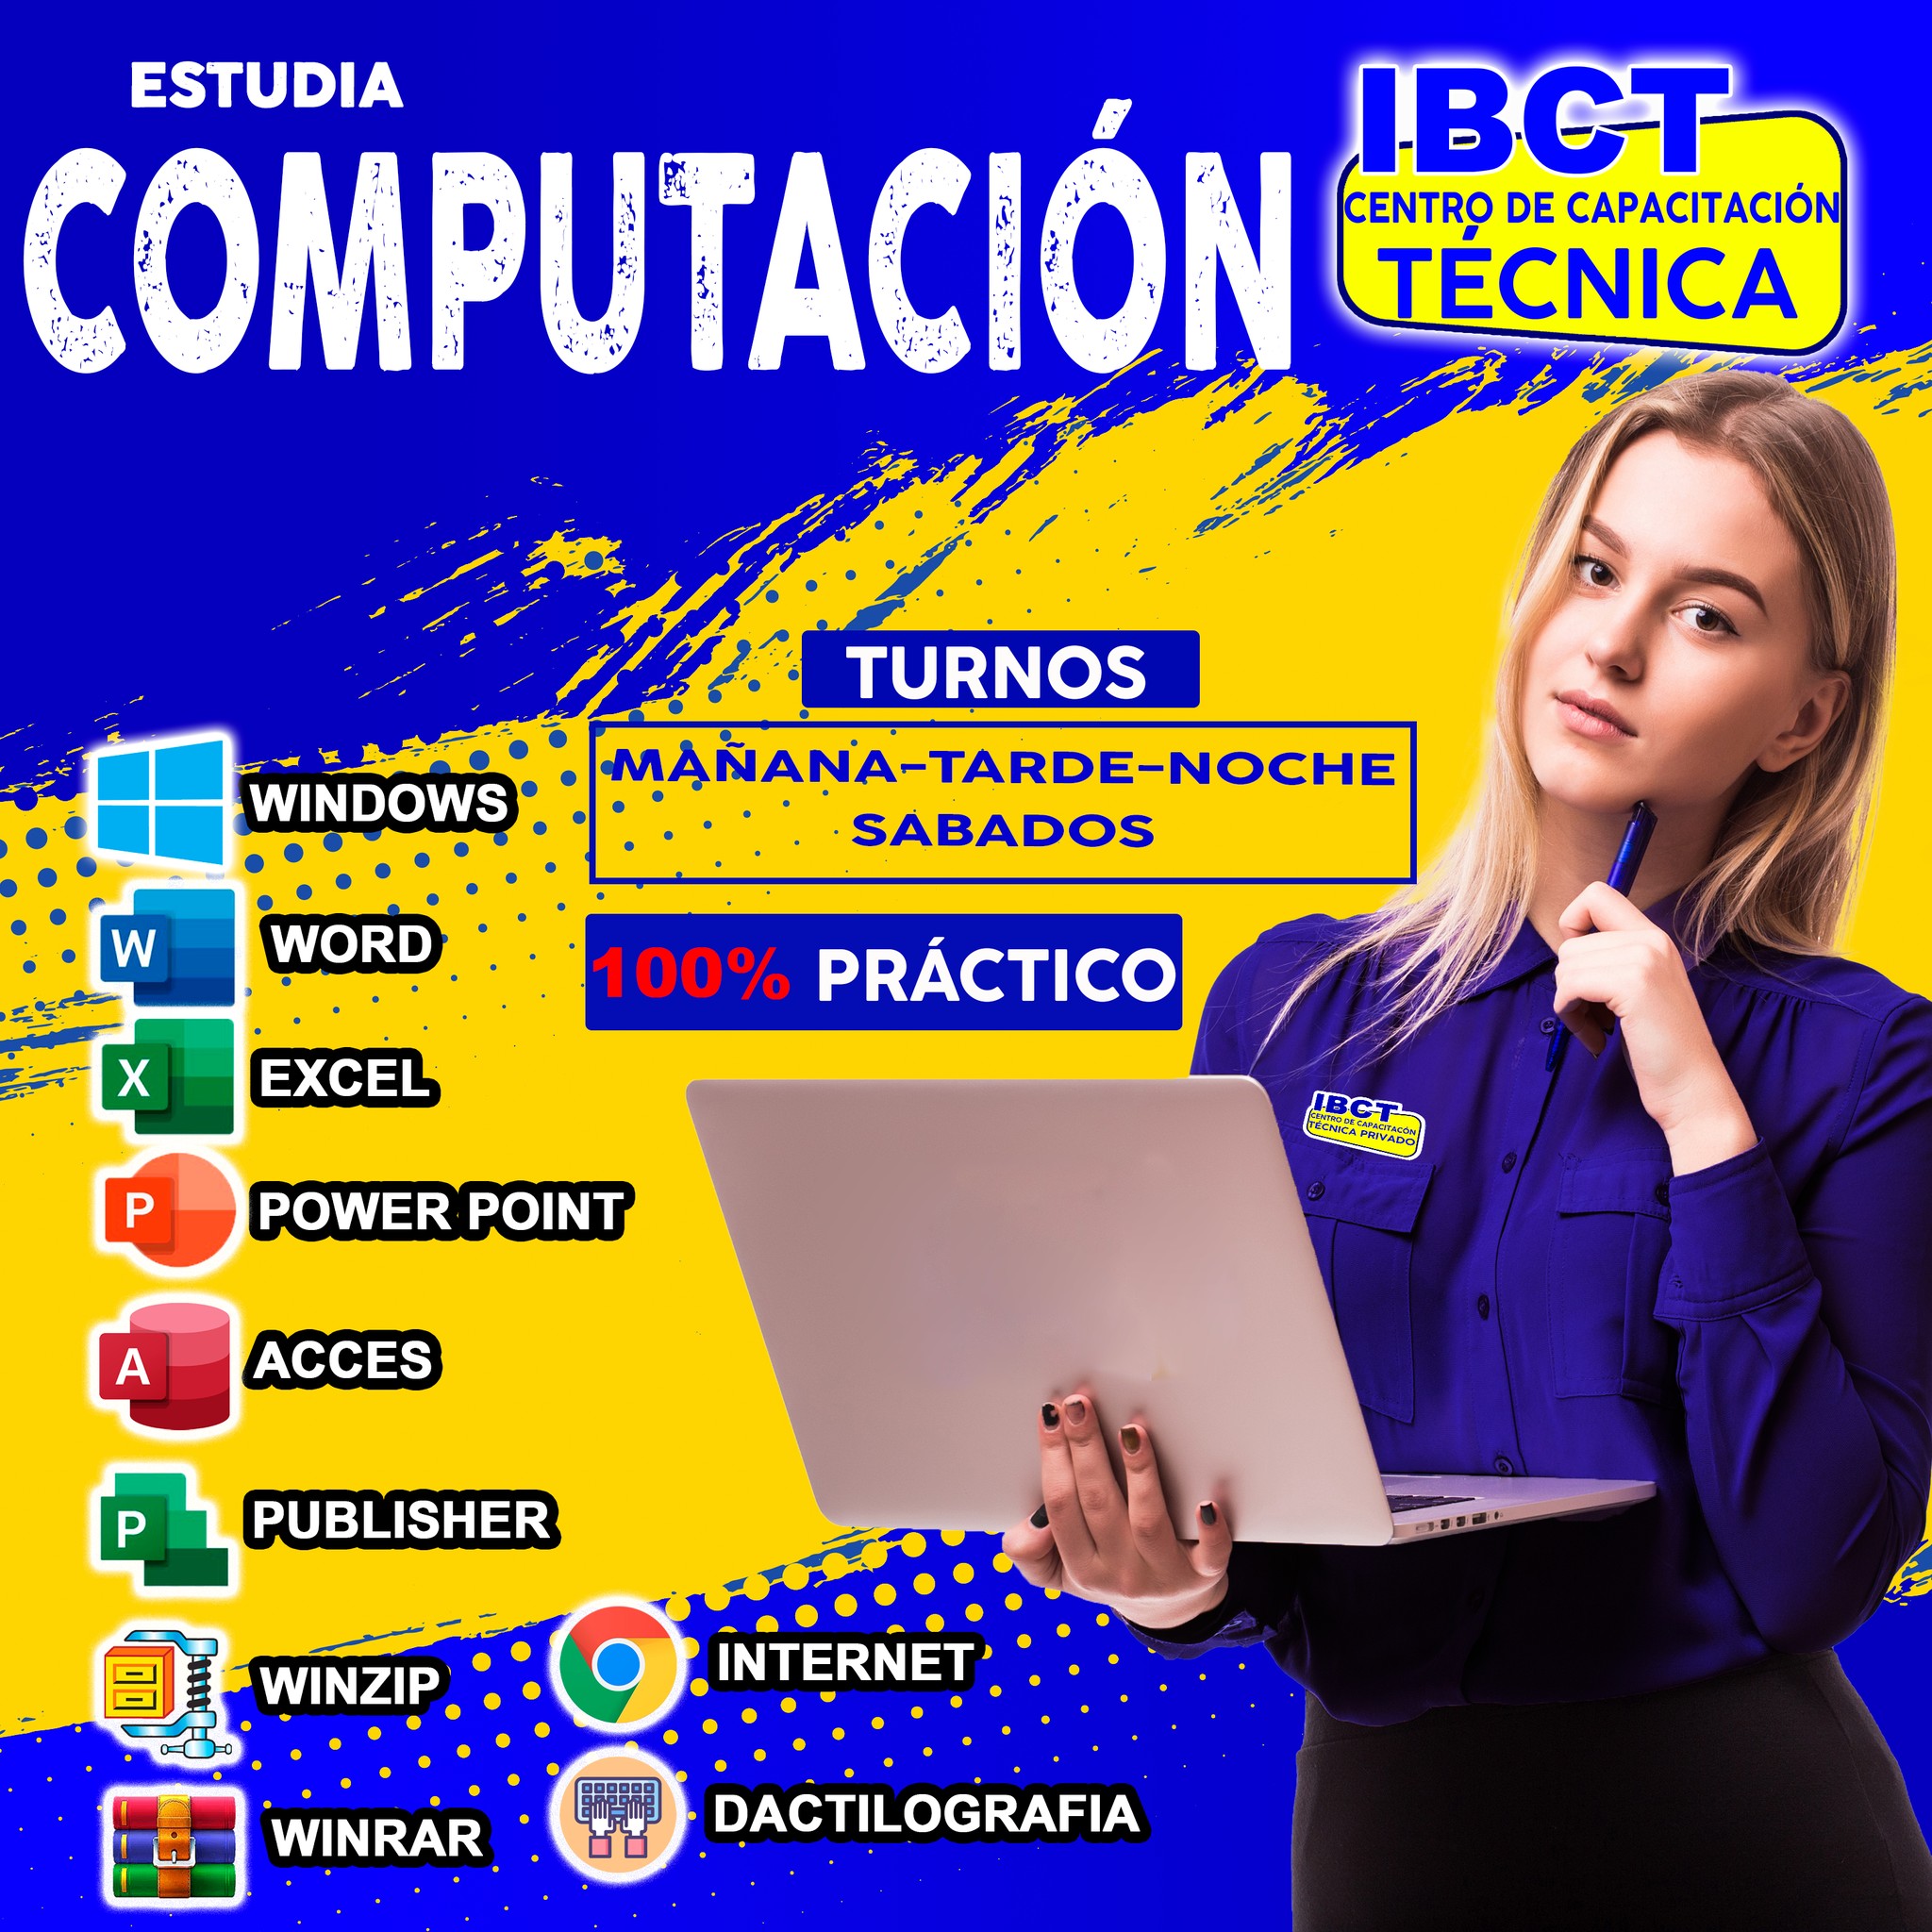 ESTUDIA
COMPUTACIÓN
IBCT
CENTRO DE CAPACITACIÓN
TÉCNICA
TURNOS
MAÑANA-TARDE-NOCHE
SABADOS
100% PRÁCTICO
WINDOWS
W WORD
X EXCEL
P POWER POINT
A ACCES
P PUBLISHER
WINZIP
WINRAR
INTERNET
DACTILOGRAFIA
IBCT
CENTRO DE CAPACITACÓN
TÉCNICA PRIVADO